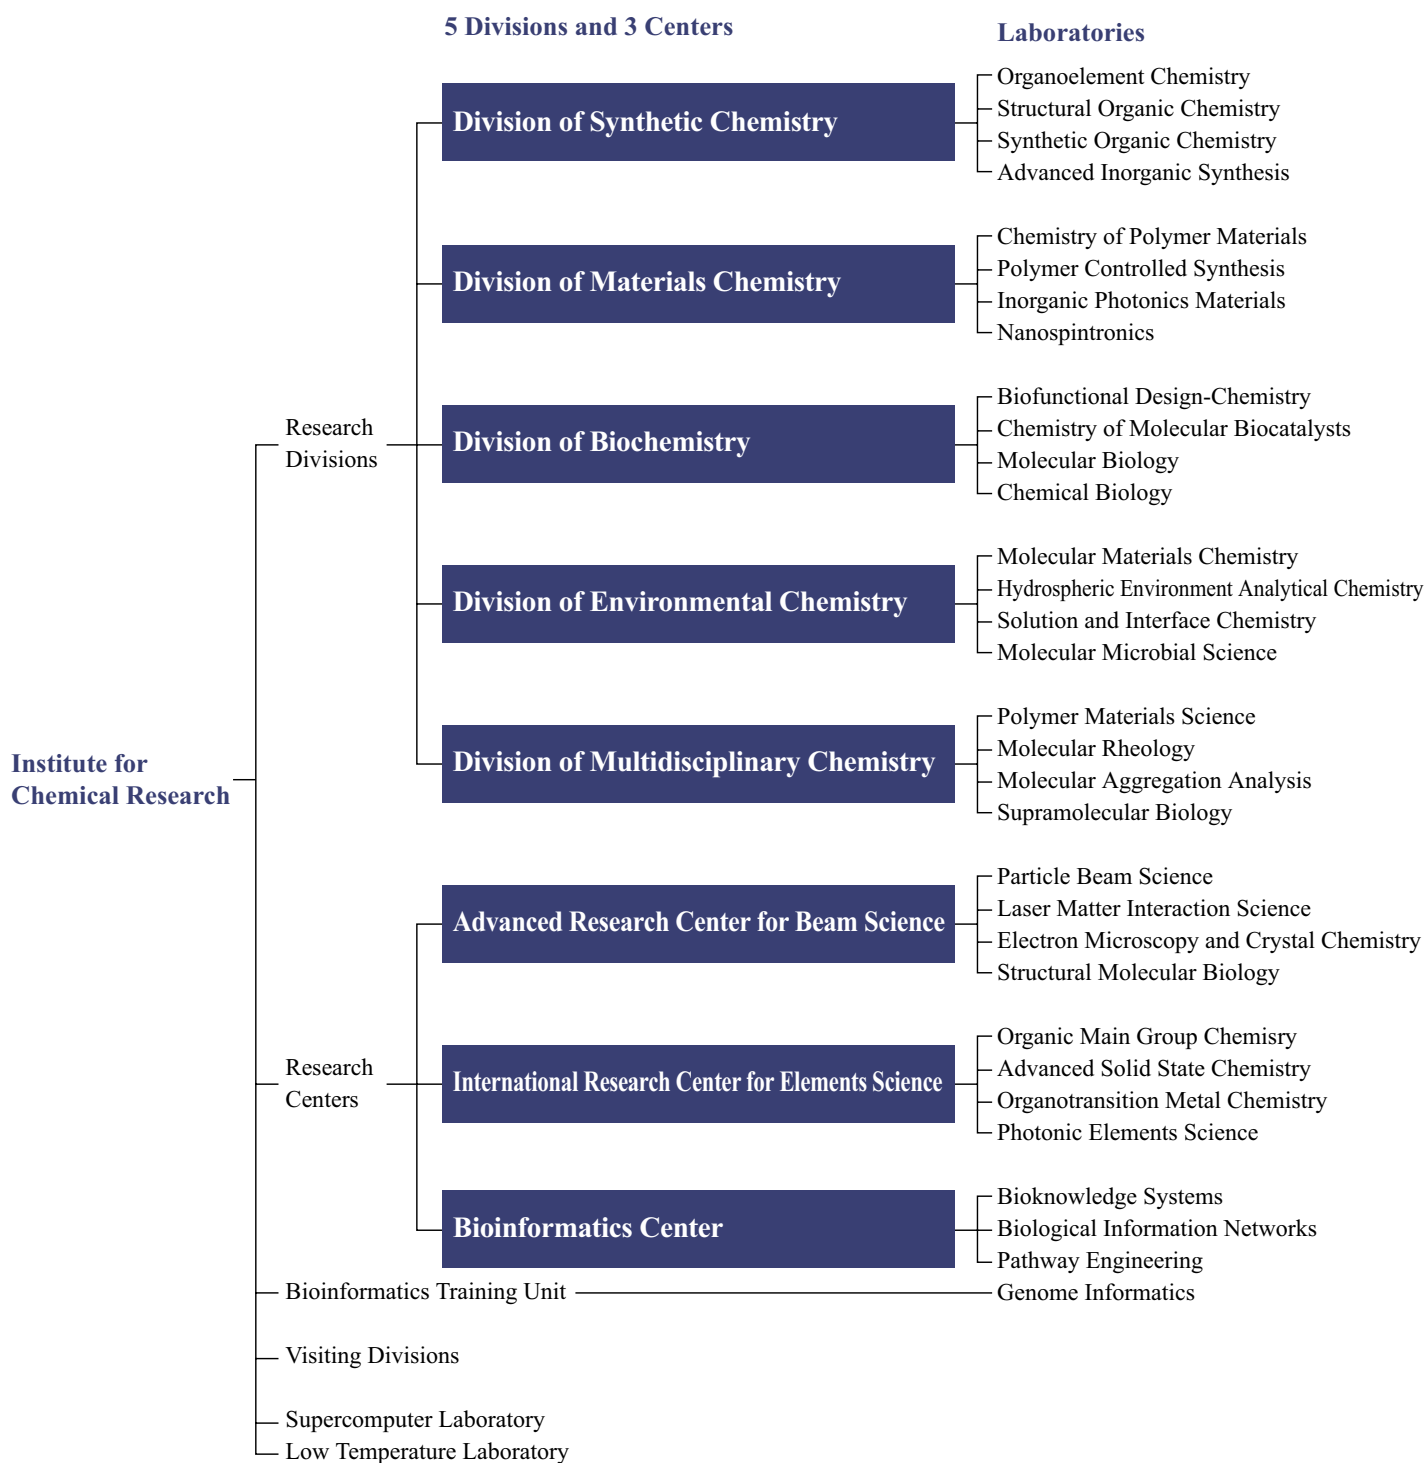 5 Divisions and 3 Centers
Laboratories
Institute for
Chemical Research
Research
Divisions
Division of Synthetic Chemistry
Organoelement Chemistry
Structural Organic Chemistry
Synthetic Organic Chemistry
Advanced Inorganic Synthesis
Division of Materials Chemistry
Chemistry of Polymer Materials
Polymer Controlled Synthesis
Inorganic Photonics Materials
Nanospintronics
Division of Biochemistry
Biofunctional Design-Chemistry
Chemistry of Molecular Biocatalysts
Molecular Biology
Chemical Biology
Division of Environmental Chemistry
Molecular Materials Chemistry
Hydrospheric Environment Analytical Chemistry
Solution and Interface Chemistry
Molecular Microbial Science
Division of Multidisciplinary Chemistry
Polymer Materials Science
Molecular Rheology
Molecular Aggregation Analysis
Supramolecular Biology
Research
Centers
Advanced Research Center for Beam Science
Particle Beam Science
Laser Matter Interaction Science
Electron Microscopy and Crystal Chemistry
Structural Molecular Biology
International Research Center for Elements Science
Organic Main Group Chemisry
Advanced Solid State Chemistry
Organotransition Metal Chemistry
Photonic Elements Science
Bioinformatics Center
Bioknowledge Systems
Biological Information Networks
Pathway Engineering
Bioinformatics Training Unit
Genome Informatics
Visiting Divisions
Supercomputer Laboratory
Low Temperature Laboratory